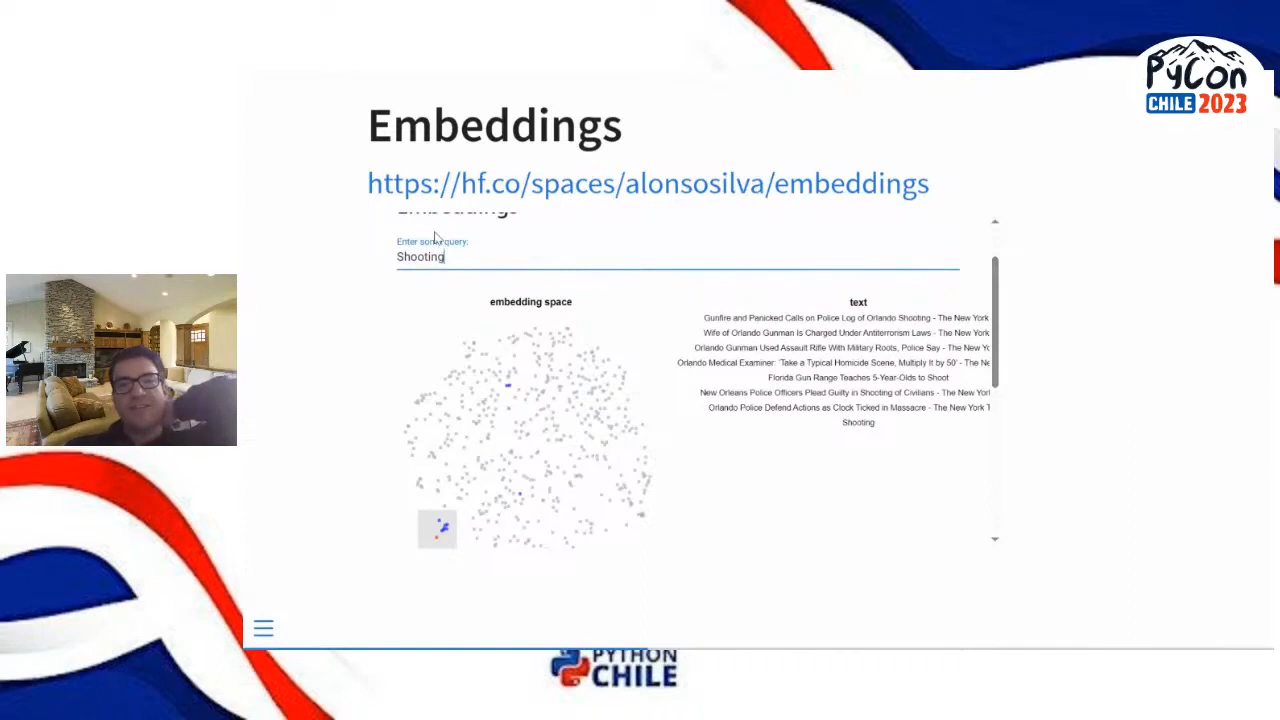 PyCon
CHILE 2023
Embeddings
https://hf.co/spaces/alonsosilva/embeddings
Embeddings
Enter some query:
Shooting
embedding space
text
Gunfire and Panicked Calls on Police Log of Orlando Shooting - The New York
Wife of Orlando Gunman Is Charged Under Antiterrorism Laws - The New York
Orlando Gunman Used Assault Rifle With Military Roots, Police Say - The New Yo
Orlando Medical Examiner: 'Take a Typical Homicide Scene, Multiply It by 50' - The Ne
Florida Gun Range Teaches 5-Year-Olds to Shoot
New Orleans Police Officers Plead Guilty in Shooting of Civilians - The New York
Orlando Police Defend Actions as Clock Ticked in Massacre - The New York T
Shooting
PYTHON
CHILE